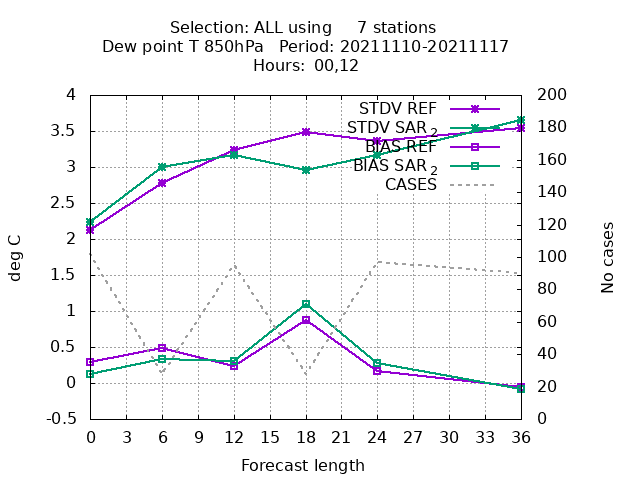 Selection: ALL using 7 stations
Dew point T 850hPa Period: 20211110-20211117
Hours: 00,12
4
3.5
3
2.5
2
1.5
1
0.5
0
-0.5
200
180
160
140
120
100
80
60
40
20
0
STDV REF
STDV SAR 2
BIAS REF
BIAS SAR 2
CASES
deg C
No cases
0 3 6 9 12 15 18 21 24 27 30 33 36
Forecast length